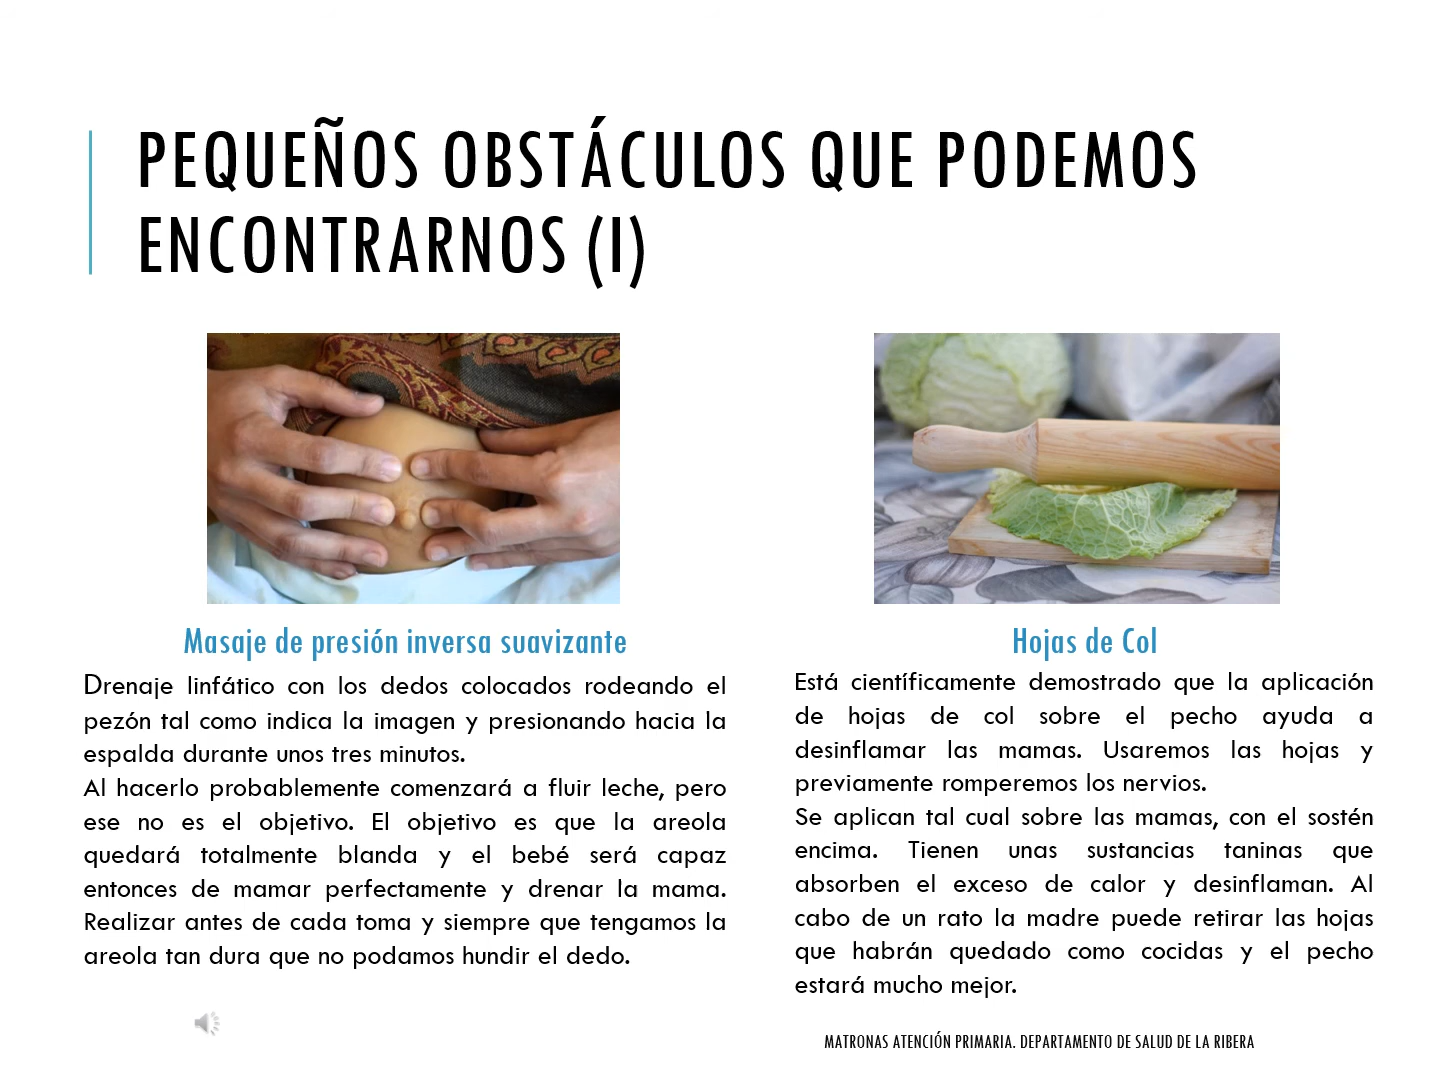 PEQUEÑOS OBSTÁCULOS QUE PODEMOS
ENCONTRARNOS (I)
Masaje de presión inversa suavizante
Drenaje linfático con los dedos colocados rodeando el
pezón tal como indica la imagen y presionando hacia la
espalda durante unos tres minutos.
Al hacerlo probablemente comenzará a fluir leche, pero
ese no es el objetivo. El objetivo es que la areola
quedará totalmente blanda y el bebé será capaz
entonces de mamar perfectamente y drenar la mama.
Realizar antes de cada toma y siempre que tengamos la
areola tan dura que no podamos hundir el dedo.
Hojas de Col
Está científicamente demostrado que la aplicación
de hojas de col sobre el pecho ayuda a
desinflamar las mamas. Usaremos las hojas y
previamente romperemos los nervios.
Se aplican tal cual sobre las mamas, con el sostén
encima. Tienen unas sustancias taninas que
absorben el exceso de calor y desinflaman. Al
cabo de un rato la madre puede retirar las hojas
que habrán quedado como cocidas y el pecho
estará mucho mejor.
MATRONAS ATENCIÓN PRIMARIA. DEPARTAMENTO DE SALUD DE LA RIBERA